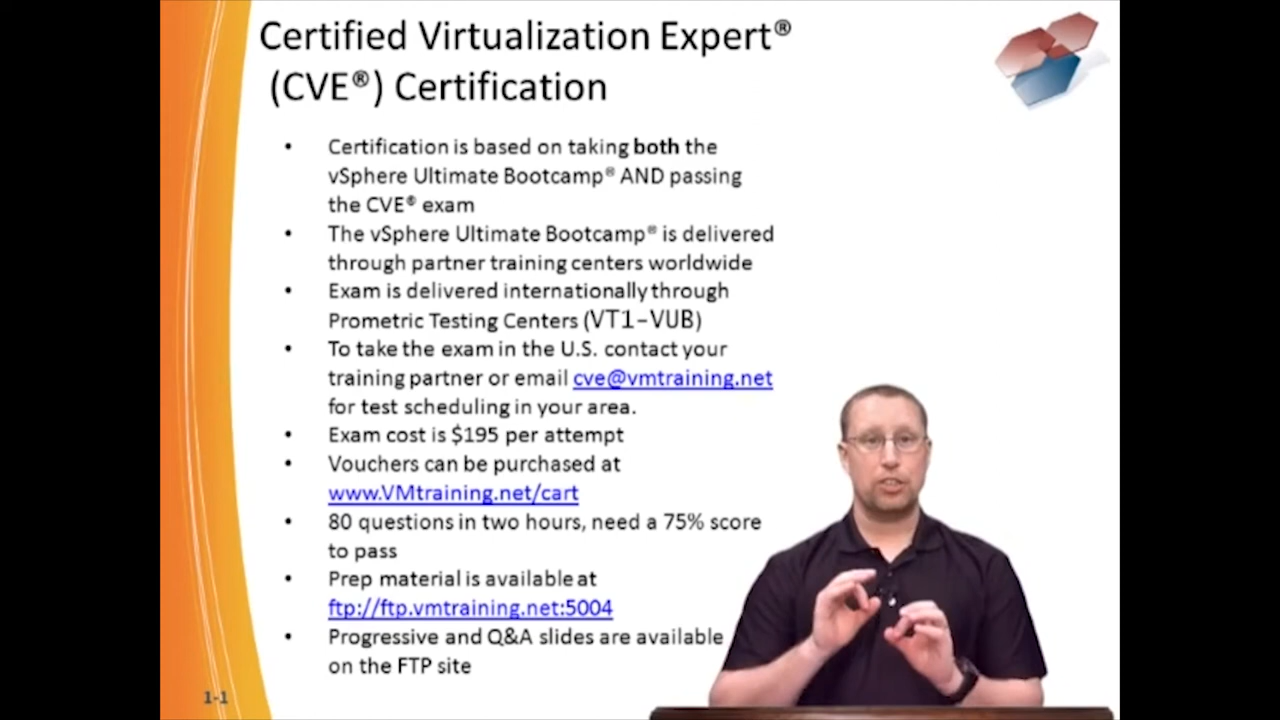 Certified Virtualization Expert®
(CVE®) Certification
• Certification is based on taking both the
vSphere Ultimate Bootcamp® AND passing
the CVE® exam
• The vSphere Ultimate Bootcamp® is delivered
through partner training centers worldwide
• Exam is delivered internationally through
Prometric Testing Centers (VT1-VUB)
• To take the exam in the U.S. contact your
training partner or email cve@vmtraining.net
for test scheduling in your area.
• Exam cost is $195 per attempt
• Vouchers can be purchased at
www.VMtraining.net/cart
• 80 questions in two hours, need a 75% score
to pass
• Prep material is available at
ftp://ftp.vmtraining.net:5004
• Progressive and Q&A slides are available
on the FTP site
1-1